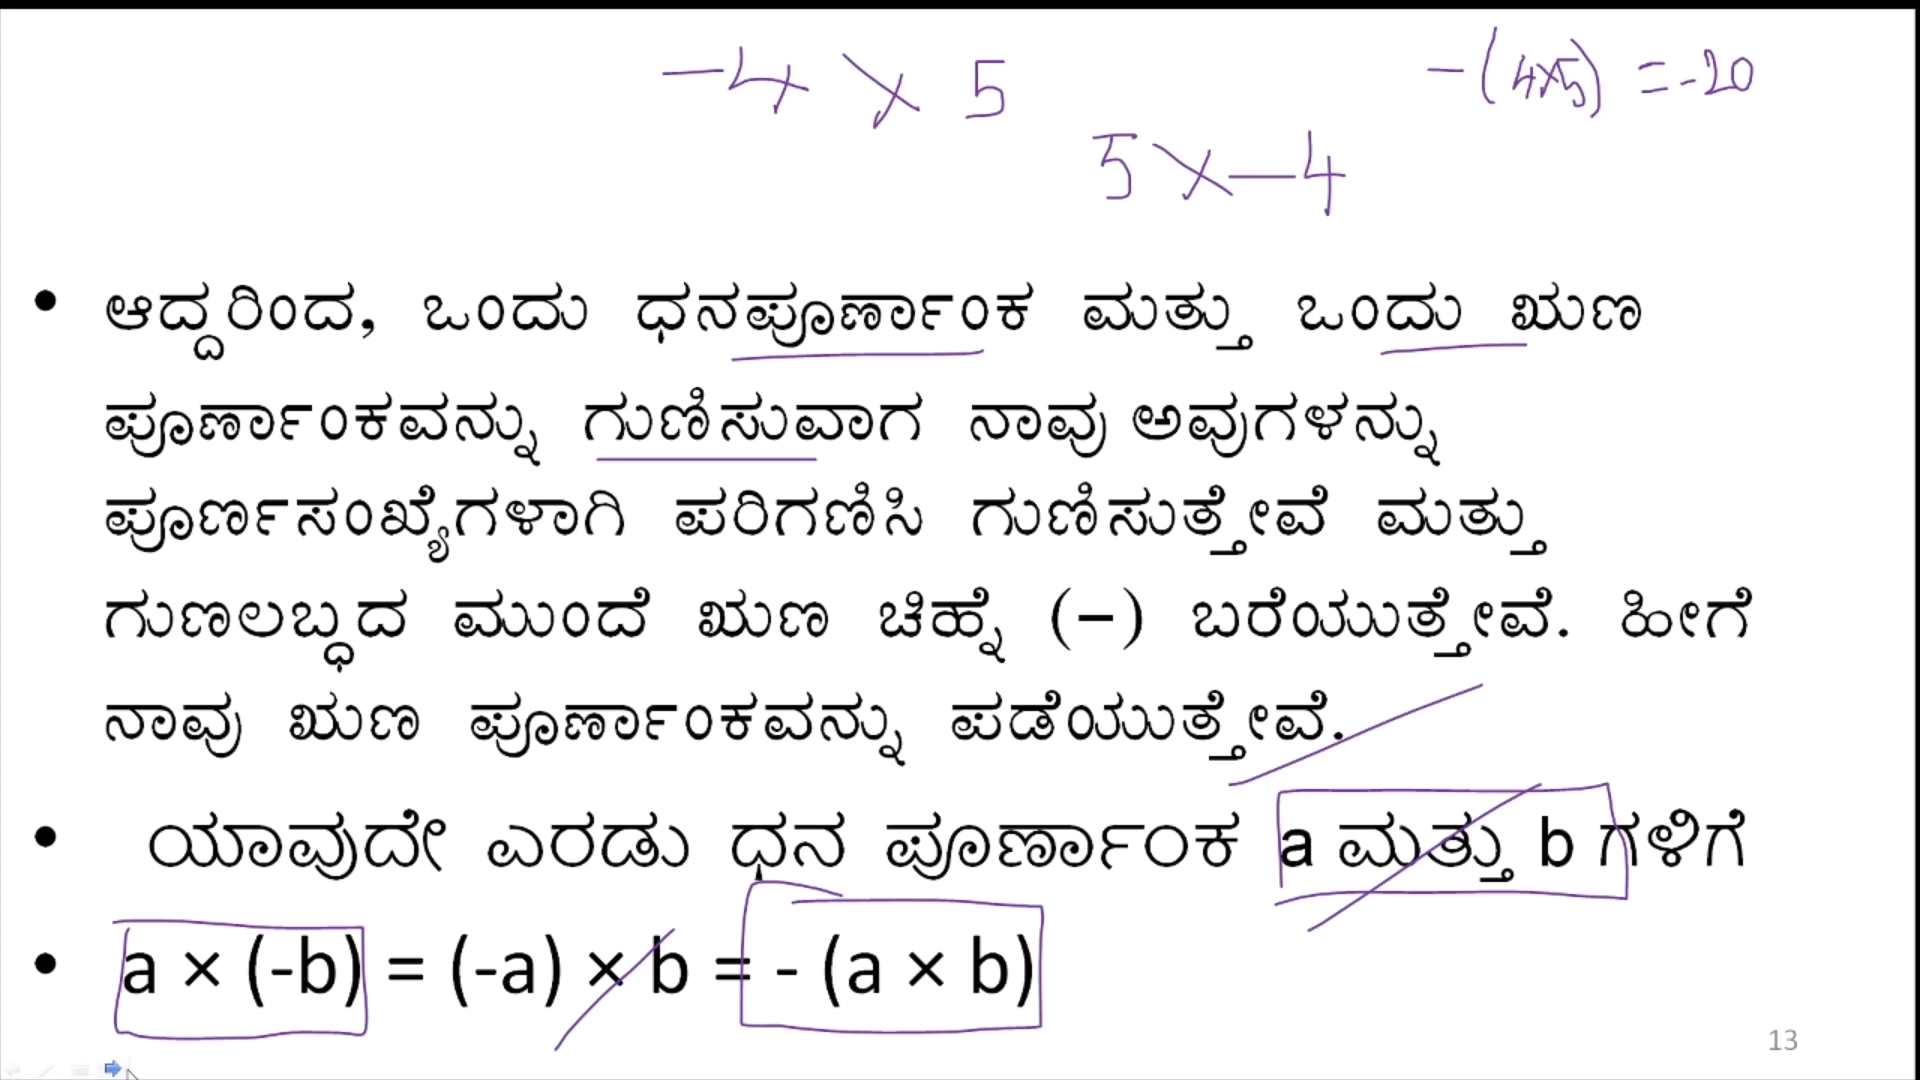 -4 × 5
-(4×5) = -20
5 × -4
• ಆದ್ದರಿಂದ, ಒಂದು ಧನಪೂರ್ಣಾಂಕ ಮತ್ತು ಒಂದು ಋಣ
ಪೂರ್ಣಾಂಕವನ್ನು ಗುಣಿಸುವಾಗ ನಾವು ಅವುಗಳನ್ನು
ಪೂರ್ಣಸಂಖ್ಯೆಗಳಾಗಿ ಪರಿಗಣಿಸಿ ಗುಣಿಸುತ್ತೇವೆ ಮತ್ತು
ಗುಣಲಬ್ಧದ ಮುಂದೆ ಋಣ ಚಿಹ್ನೆ (−) ಬರೆಯುತ್ತೇವೆ. ಹೀಗೆ
ನಾವು ಋಣ ಪೂರ್ಣಾಂಕವನ್ನು ಪಡೆಯುತ್ತೇವೆ.
• ಯಾವುದೇ ಎರಡು ಧನ ಪೂರ್ಣಾಂಕ a ಮತ್ತು b ಗಳಿಗೆ
• a × (-b) = (-a) × b = - (a × b)
13